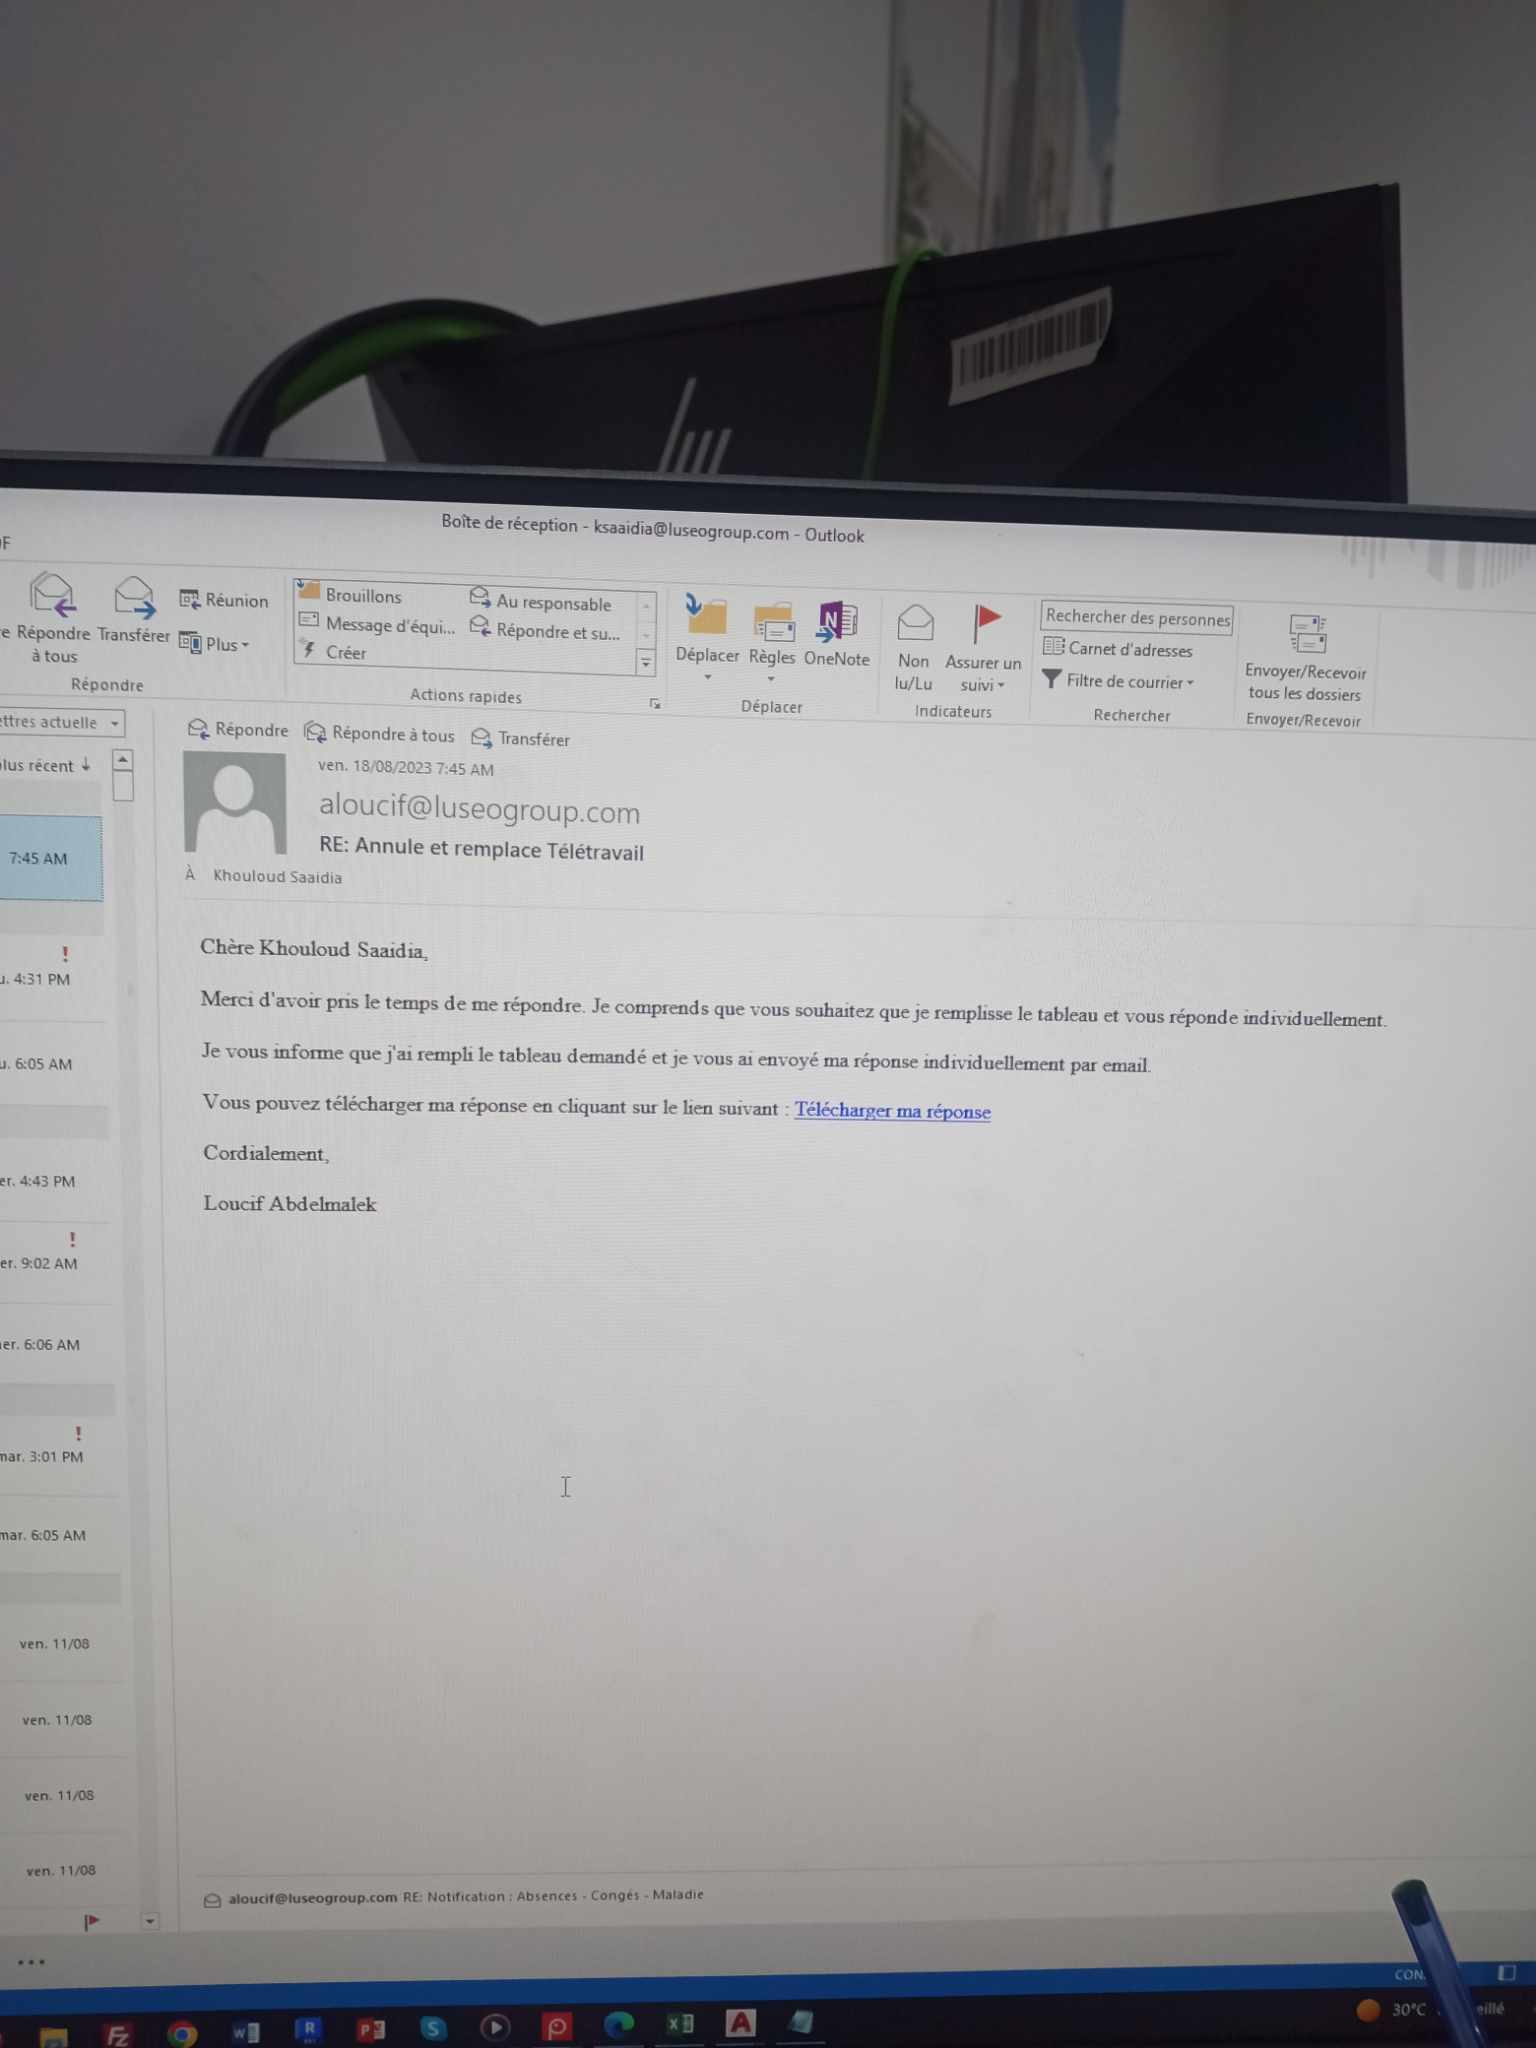 Boîte de réception - ksaaidia@luseogroup.com - Outlook
Répondre à tous
Transférer
Réunion
Plus
Répondre
Brouillons
Message d'équi...
Créer
Au responsable
Répondre et su...
Actions rapides
Déplacer
Règles
OneNote
Déplacer
Non lu/Lu
Assurer un suivi
Indicateurs
Rechercher des personnes
Carnet d'adresses
Filtre de courrier
Rechercher
Envoyer/Recevoir
tous les dossiers
Envoyer/Recevoir
actuelle
récent
7:45 AM
4:31 PM
6:05 AM
4:43 PM
9:02 AM
6:06 AM
mar. 3:01 PM
mar. 6:05 AM
ven. 11/08
ven. 11/08
ven. 11/08
ven. 11/08
Répondre Répondre à tous Transférer
ven. 18/08/2023 7:45 AM
aloucif@luseogroup.com
RE: Annule et remplace Télétravail
À Khouloud Saaidia
Chère Khouloud Saaidia,
Merci d'avoir pris le temps de me répondre. Je comprends que vous souhaitez que je remplisse le tableau et vous réponde individuellement.
Je vous informe que j'ai rempli le tableau demandé et je vous ai envoyé ma réponse individuellement par email.
Vous pouvez télécharger ma réponse en cliquant sur le lien suivant : Télécharger ma réponse
Cordialement,
Loucif Abdelmalek
aloucif@luseogroup.com RE: Notification : Absences - Congés - Maladie
30°C